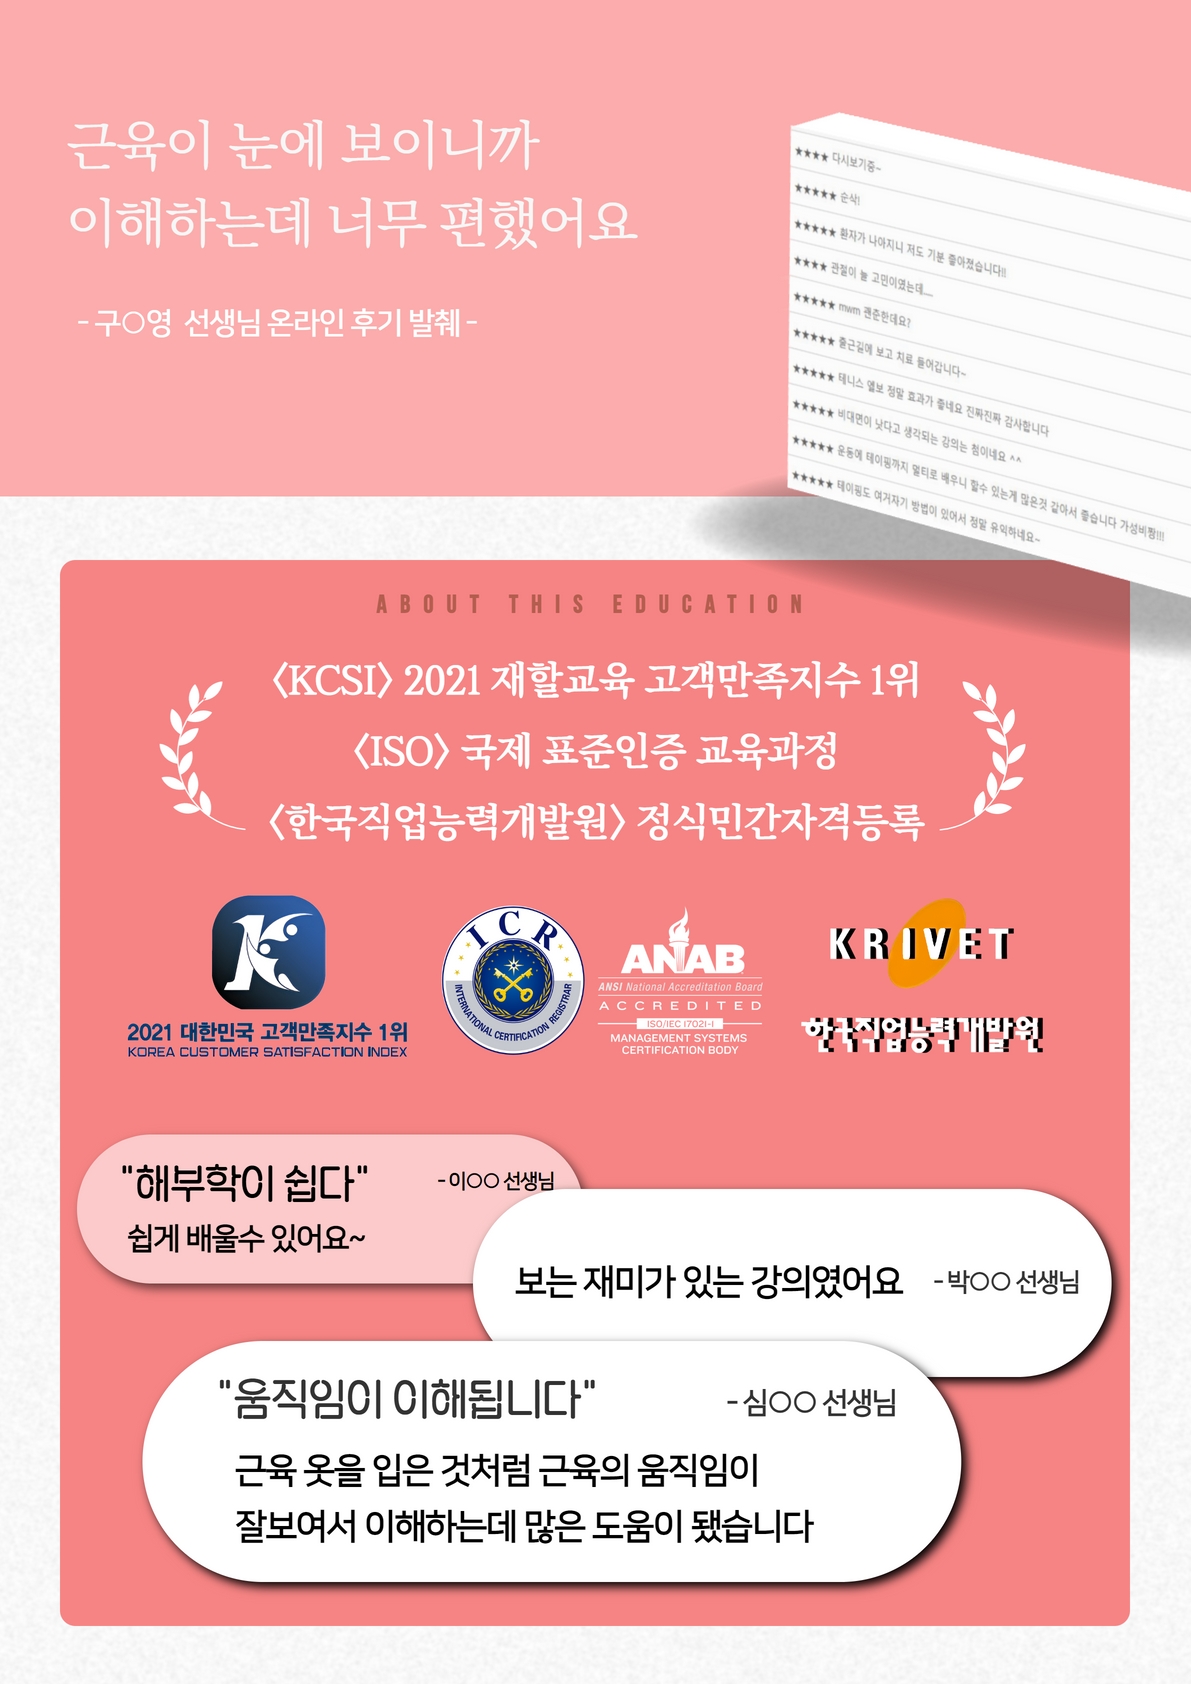 근육이 눈에 보이니까
이해하는데 너무 편했어요
- 구○영 선생님 온라인 후기 발췌 -
★★★★ 다시보기중~
★★★★★ 순삭!
★★★★★ 환자가 나아지니 저도 기분 좋아졌습니다!!
★★★★ 관절이 늘 고민이였는데....
★★★★★ mwm 괜준한데요?
★★★★★ 출근길에 보고 치료 들어갑니다~
★★★★★ 테니스 엘보 정말 효과가 좋네요 진짜진짜 감사합니다
★★★★★ 비대면이 낫다고 생각되는 강의는 첨이네요 ^^
★★★★★ 운동에 테이핑까지 멀티로 배우니 할수 있는게 많은것 같아서 좋습니다 가성비짱!!!
★★★★★ 테이핑도 여거자기 방법이 있어서 정말 유익하네요~
ABOUT THIS EDUCATION
<KCSI> 2021 재할교육 고객만족지수 1위
<ISO> 국제 표준인증 교육과정
<한국직업능력개발원> 정식민간자격등록
K
2021 대한민국 고객만족지수 1위
KOREA CUSTOMER SATISFACTION INDEX
ICR
INTERNATIONAL CERTIFICATION REGISTRAR
ANAB
ANSI National Accreditation Board
ACCREDITED
ISO/IEC 17021-1
MANAGEMENT SYSTEMS
CERTIFICATION BODY
KRIVET
한국직업능력개발원
"해부학이 쉽다" - 이○○ 선생님
쉽게 배울수 있어요~
보는 재미가 있는 강의였어요 - 박○○ 선생님
"움직임이 이해됩니다" - 심○○ 선생님
근육 옷을 입은 것처럼 근육의 움직임이
잘보여서 이해하는데 많은 도움이 됐습니다